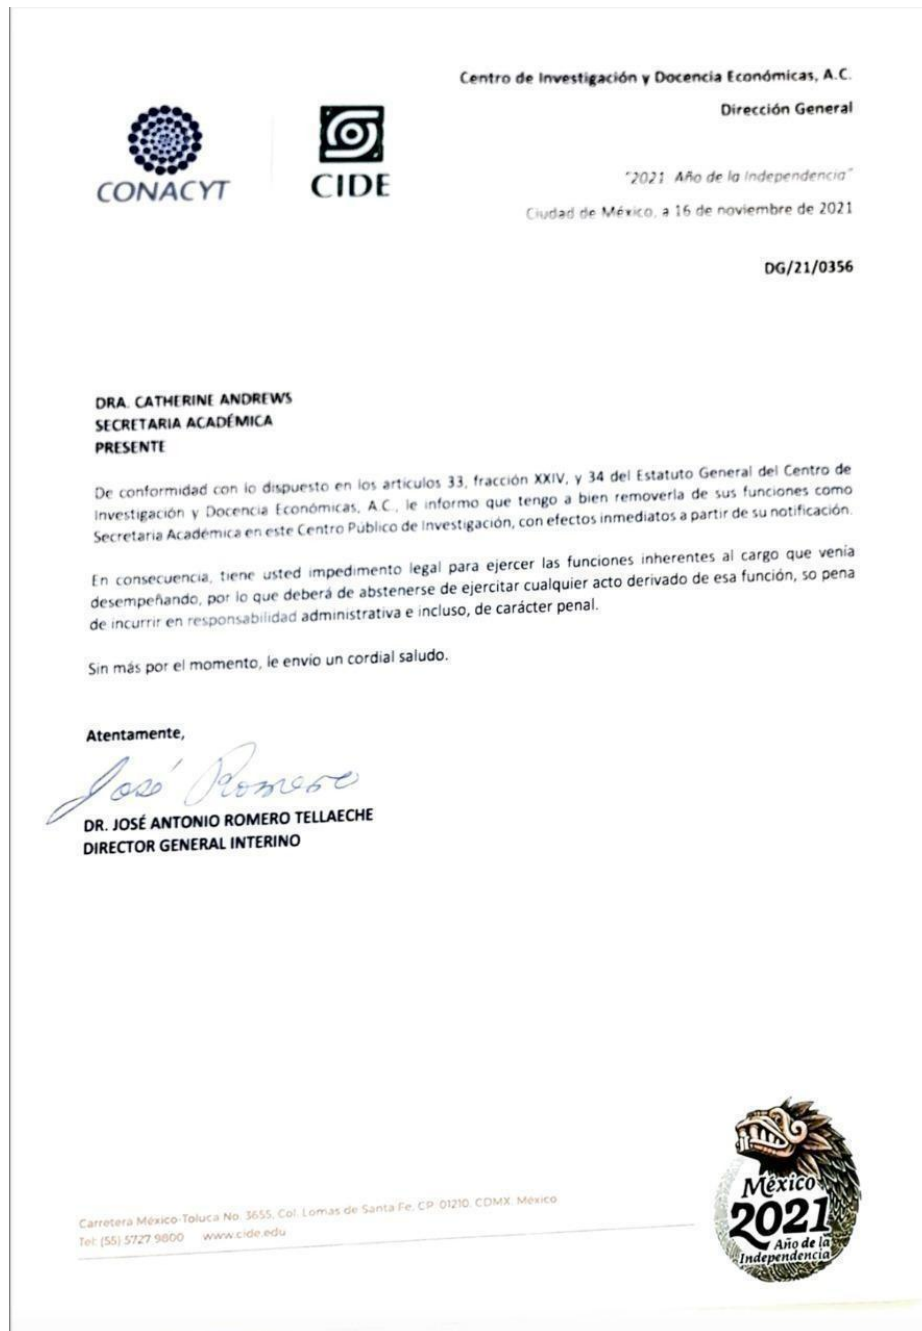 Centro de Investigación y Docencia Económicas, A.C.
Dirección General
CONACYT
CIDE
"2021. Año de la Independencia"
Ciudad de México, a 16 de noviembre de 2021
DG/21/0356
DRA. CATHERINE ANDREWS
SECRETARIA ACADÉMICA
PRESENTE
De conformidad con lo dispuesto en los artículos 33, fracción XXIV, y 34 del Estatuto General del Centro de
Investigación y Docencia Económicas, A.C., le informo que tengo a bien removerla de sus funciones como
Secretaria Académica en este Centro Público de Investigación, con efectos inmediatos a partir de su notificación.
En consecuencia, tiene usted impedimento legal para ejercer las funciones inherentes al cargo que venía
desempeñando, por lo que deberá de abstenerse de ejercitar cualquier acto derivado de esa función, so pena
de incurrir en responsabilidad administrativa e incluso, de carácter penal.
Sin más por el momento, le envío un cordial saludo.
Atentamente,
José Romero
DR. JOSÉ ANTONIO ROMERO TELLAECHE
DIRECTOR GENERAL INTERINO
Carretera México-Toluca No. 3655, Col. Lomas de Santa Fe, CP. 01210, CDMX, México
Tel: (55) 5727 9800 www.cide.edu
México
2021
Año de la
Independencia